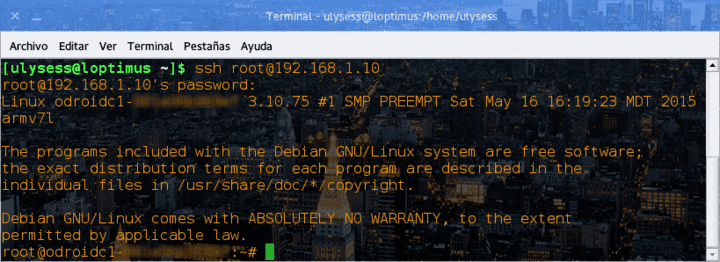 Terminal - ulysess@loptimus:/home/ulysess
Archivo Editar Ver Terminal Pestañas Ayuda
[ulysess@loptimus ~]$ ssh root@192.168.1.10
root@192.168.1.10's password:
Linux odroidc1- 3.10.75 #1 SMP PREEMPT Sat May 16 16:19:23 MDT 2015
armv7l
The programs included with the Debian GNU/Linux system are free software;
the exact distribution terms for each program are described in the
individual files in /usr/share/doc/*/copyright.
Debian GNU/Linux comes with ABSOLUTELY NO WARRANTY, to the extent
permitted by applicable law.
root@odroidc1- :~#